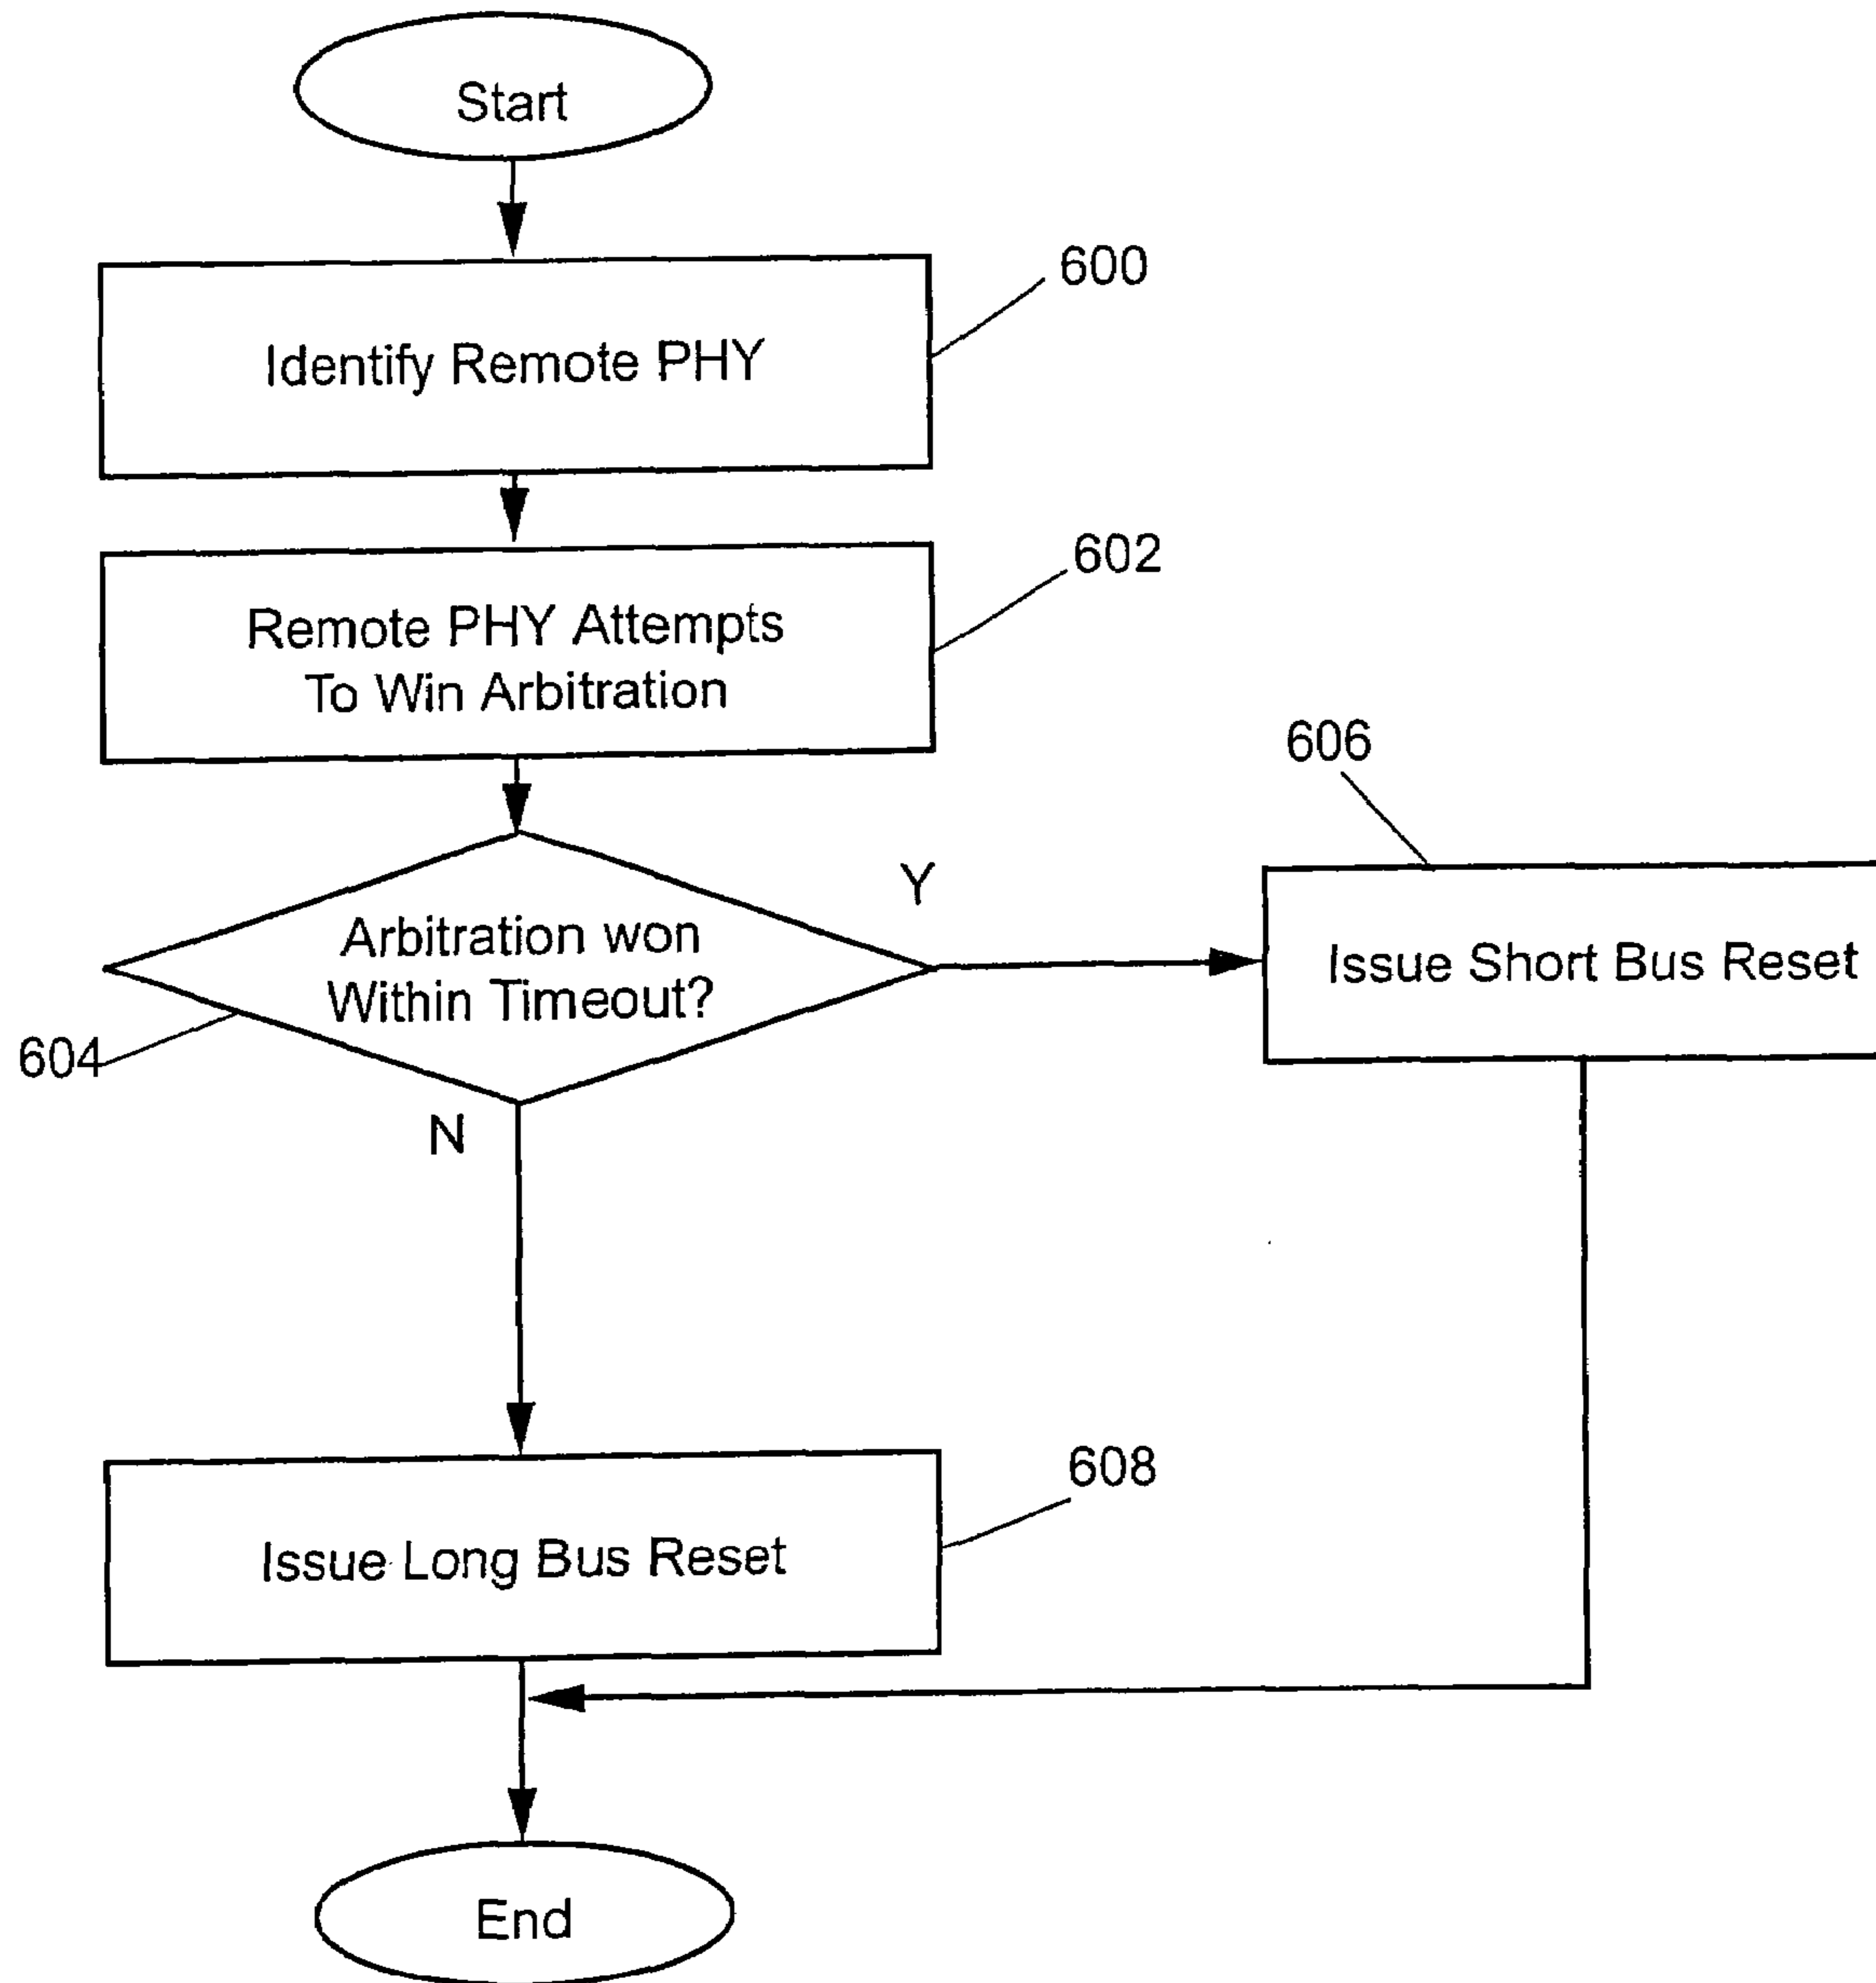 Start
600
Identify Remote PHY
602
Remote PHY Attempts
To Win Arbitration
606
Y
Arbitration won
Within Timeout?
Issue Short Bus Reset
604
N
608
Issue Long Bus Reset
End